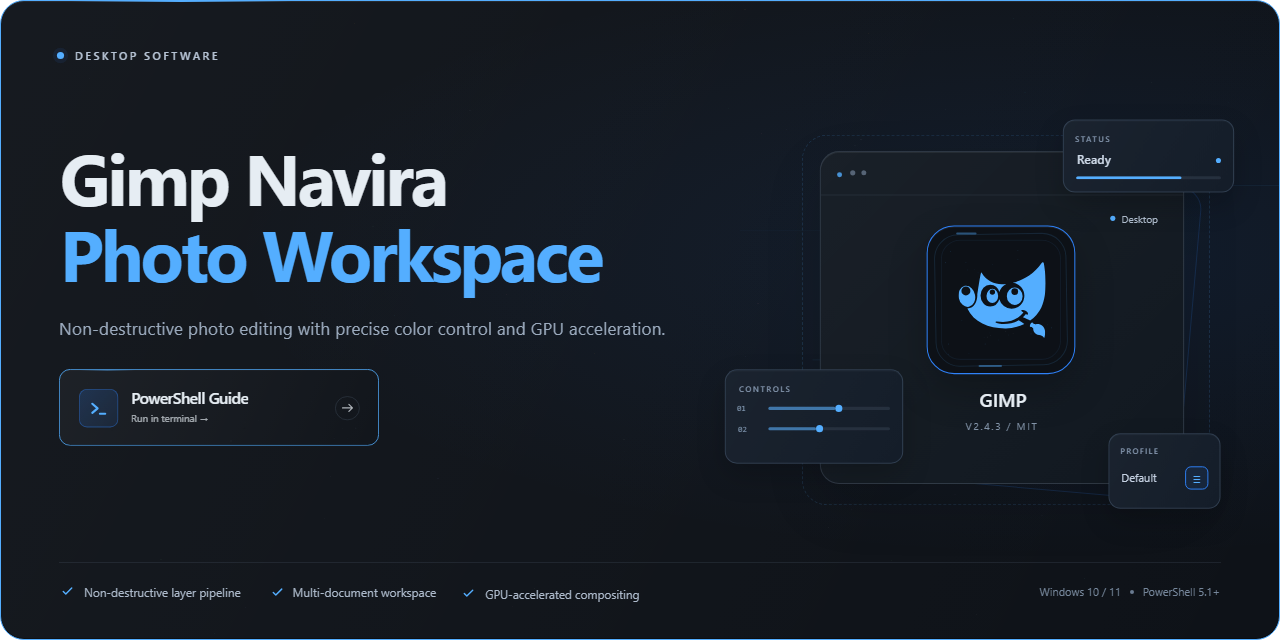 DESKTOP SOFTWARE
Gimp Navira
Photo Workspace
Non-destructive photo editing with precise color control and GPU acceleration.
PowerShell Guide
Run in terminal →
STATUS
Ready
Desktop
GIMP
V2.4.3 / MIT
CONTROLS
01
02
PROFILE
Default
Non-destructive layer pipeline
Multi-document workspace
GPU-accelerated compositing
Windows 10 / 11 • PowerShell 5.1+